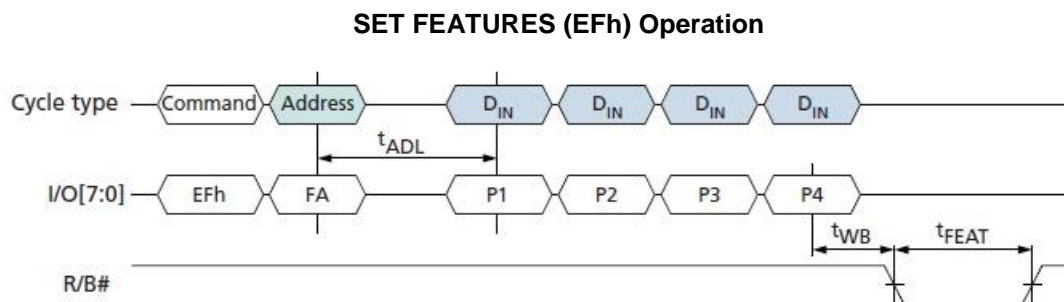 SET FEATURES (EFh) Operation
Cycle type Command Address DIN DIN DIN DIN
tADL
I/O[7:0] EFh FA P1 P2 P3 P4
tWB tFEAT
R/B#